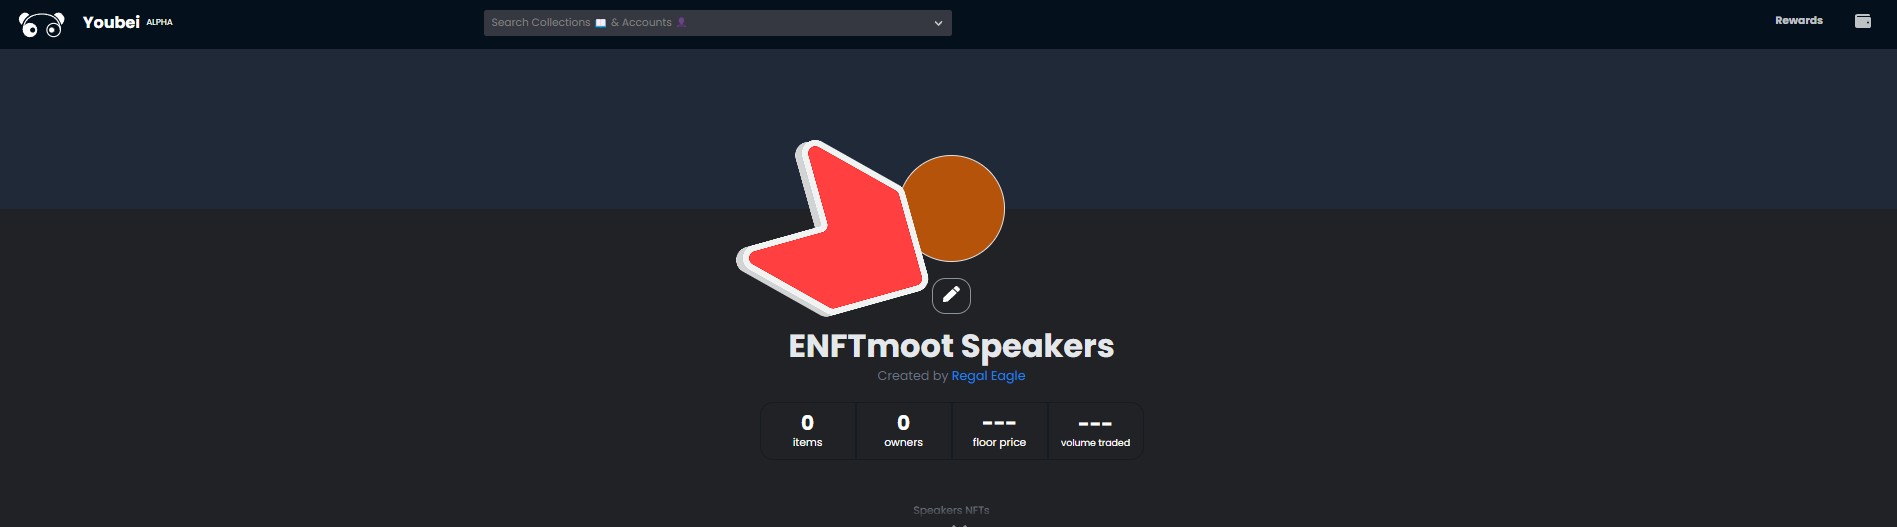 Youbei ALPHA
Search Collections & Accounts
Rewards
ENFTmoot Speakers
Created by Regal Eagle
0
items
0
owners
---
floor price
---
volume traded
Speakers NFTs